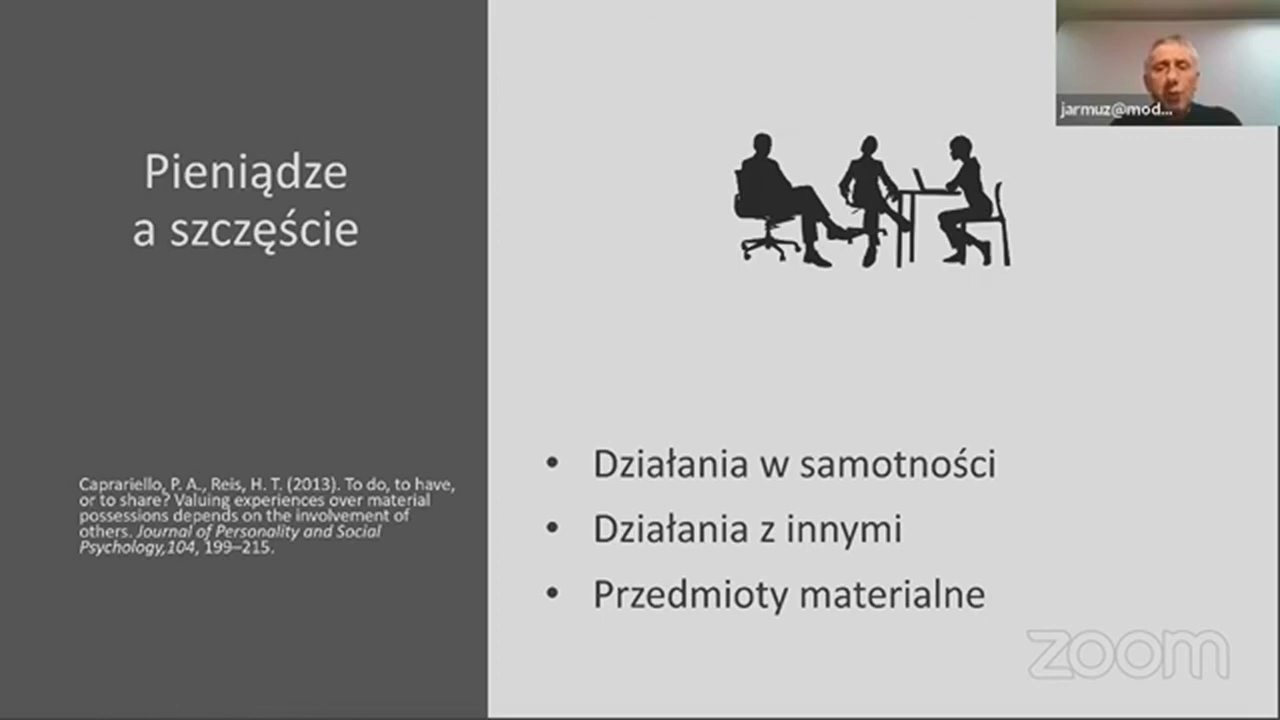 Pieniądze
a szczęście
Caprariello, P. A., Reis, H. T. (2013). To do, to have,
or to share? Valuing experiences over material
possessions depends on the involvement of
others. Journal of Personality and Social
Psychology,104, 199–215.
jarmuz@mod...
• Działania w samotności
• Działania z innymi
• Przedmioty materialne
zoom